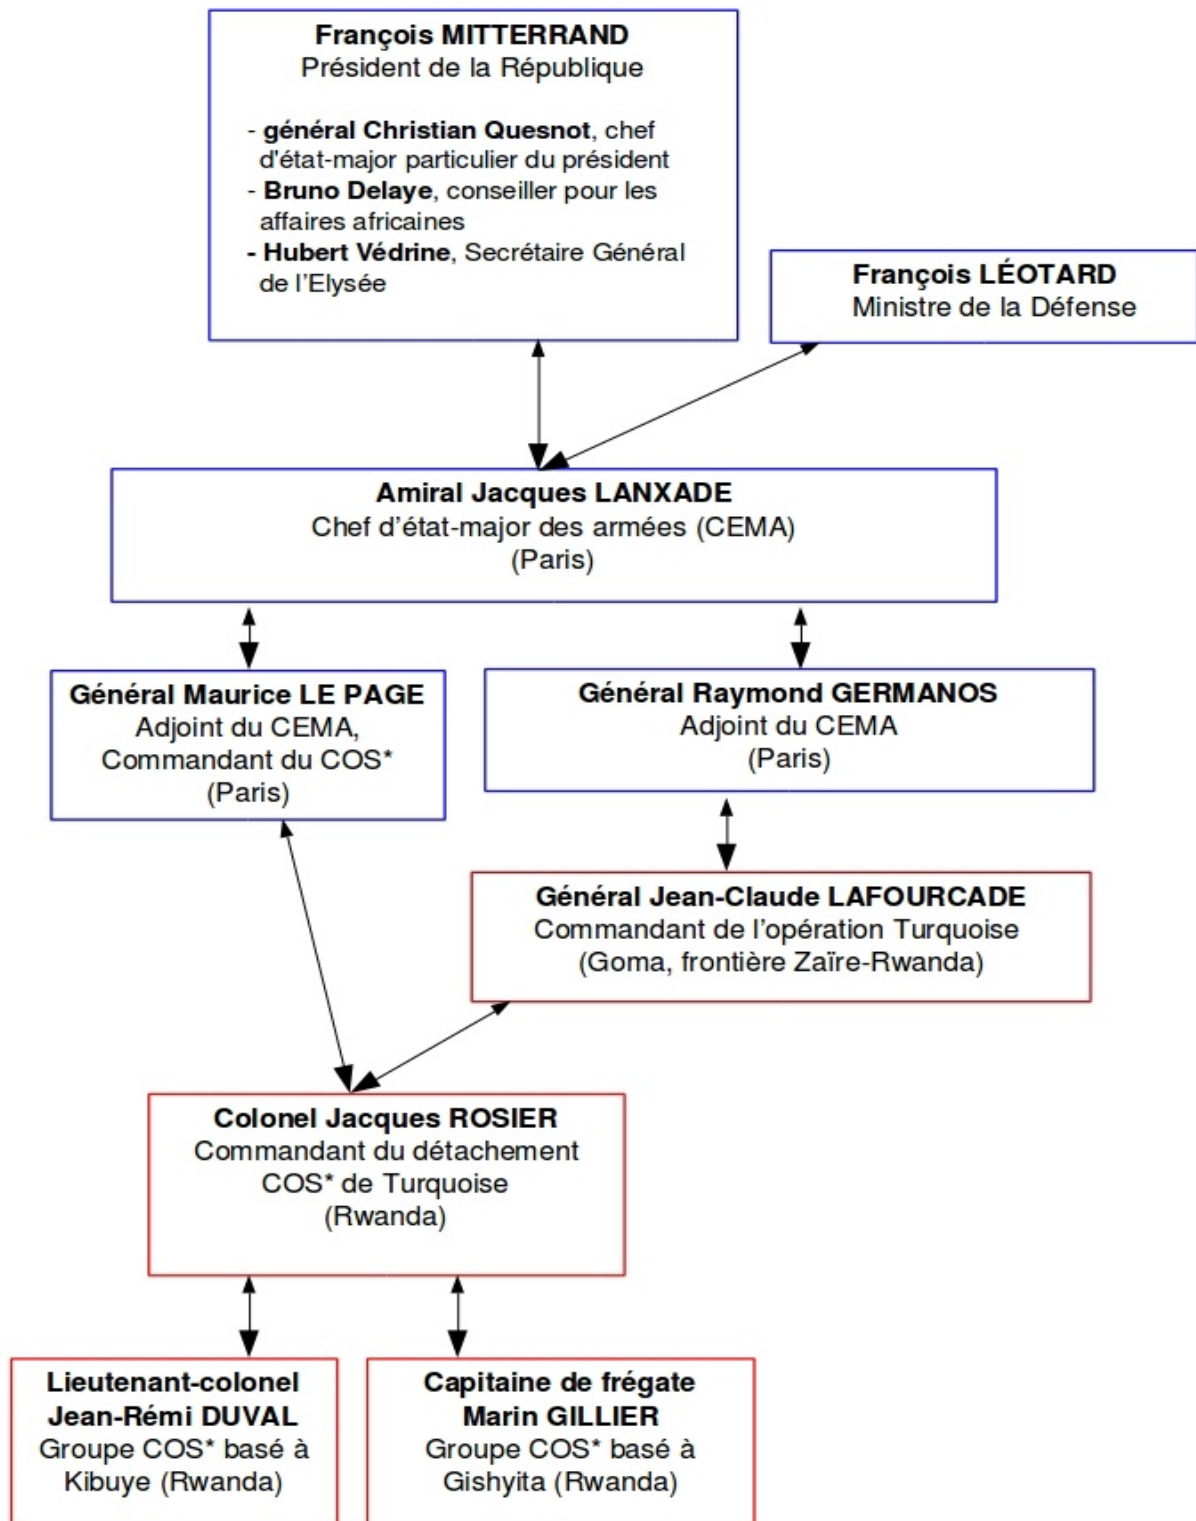 François MITTERRAND
Président de la République
- général Christian Quesnot, chef
d'état-major particulier du président
- Bruno Delaye, conseiller pour les
affaires africaines
- Hubert Védrine, Secrétaire Général
de l'Elysée
François LÉOTARD
Ministre de la Défense
Amiral Jacques LANXADE
Chef d'état-major des armées (CEMA)
(Paris)
Général Maurice LE PAGE
Adjoint du CEMA,
Commandant du COS*
(Paris)
Général Raymond GERMANOS
Adjoint du CEMA
(Paris)
Général Jean-Claude LAFOURCADE
Commandant de l'opération Turquoise
(Goma, frontière Zaïre-Rwanda)
Colonel Jacques ROSIER
Commandant du détachement
COS* de Turquoise
(Rwanda)
Lieutenant-colonel
Jean-Rémi DUVAL
Groupe COS* basé à
Kibuye (Rwanda)
Capitaine de frégate
Marin GILLIER
Groupe COS* basé à
Gishyita (Rwanda)